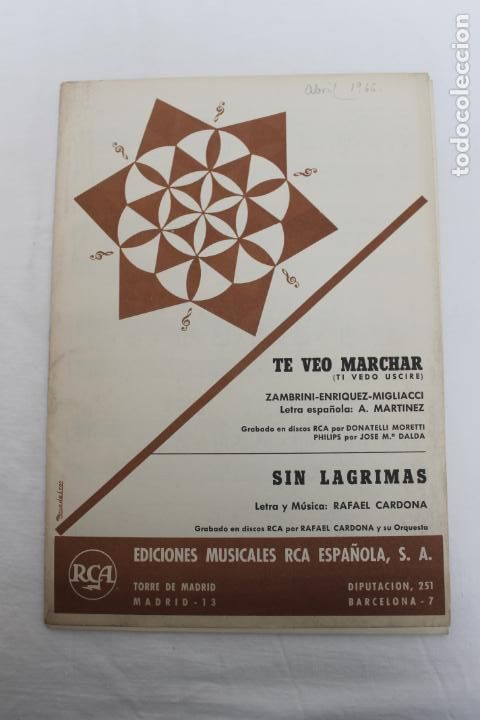 abril 1966.
TE VEO MARCHAR
(TI VEDO USCIRE)
ZAMBRINI-ENRIQUEZ-MIGLIACCI
Letra española: A. MARTINEZ
Grabado en discos RCA por DONATELLI MORETTI
PHILIPS por JOSE M.ª DALDA
SIN LAGRIMAS
Letra y Música: RAFAEL CARDONA
Grabado en discos RCA por RAFAEL CARDONA y su Orquesta
RCA
EDICIONES MUSICALES RCA ESPAÑOLA, S. A.
TORRE DE MADRID
MADRID - 13
DIPUTACION, 251
BARCELONA - 7
todocoleccion